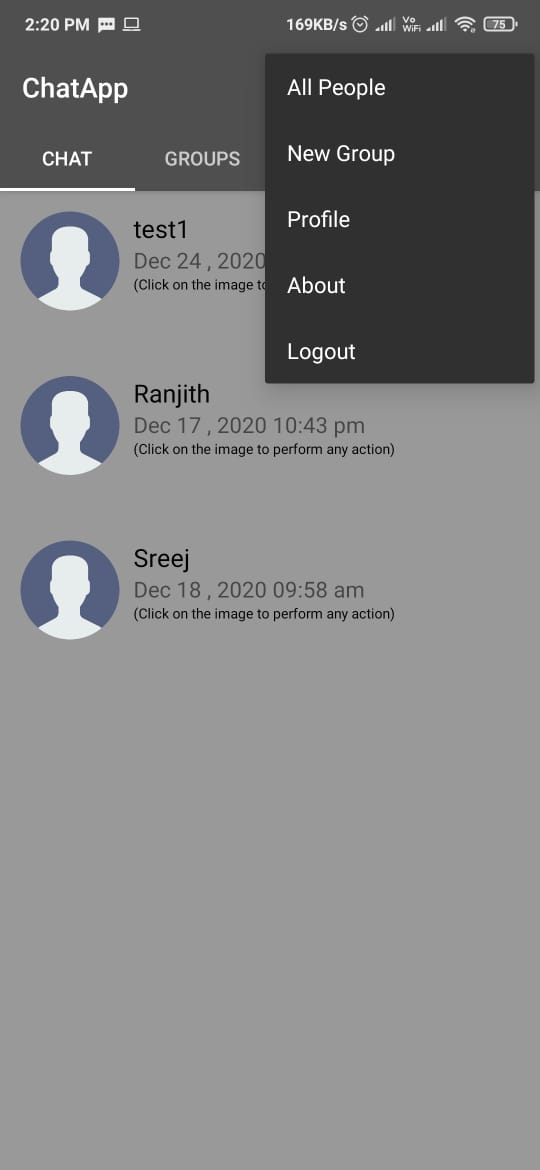 2:20 PM 169KB/s Vo WiFi 75
ChatApp
CHAT GROUPS
All People
New Group
Profile
About
Logout
test1
Dec 24 , 2020
(Click on the image to
Ranjith
Dec 17 , 2020 10:43 pm
(Click on the image to perform any action)
Sreej
Dec 18 , 2020 09:58 am
(Click on the image to perform any action)